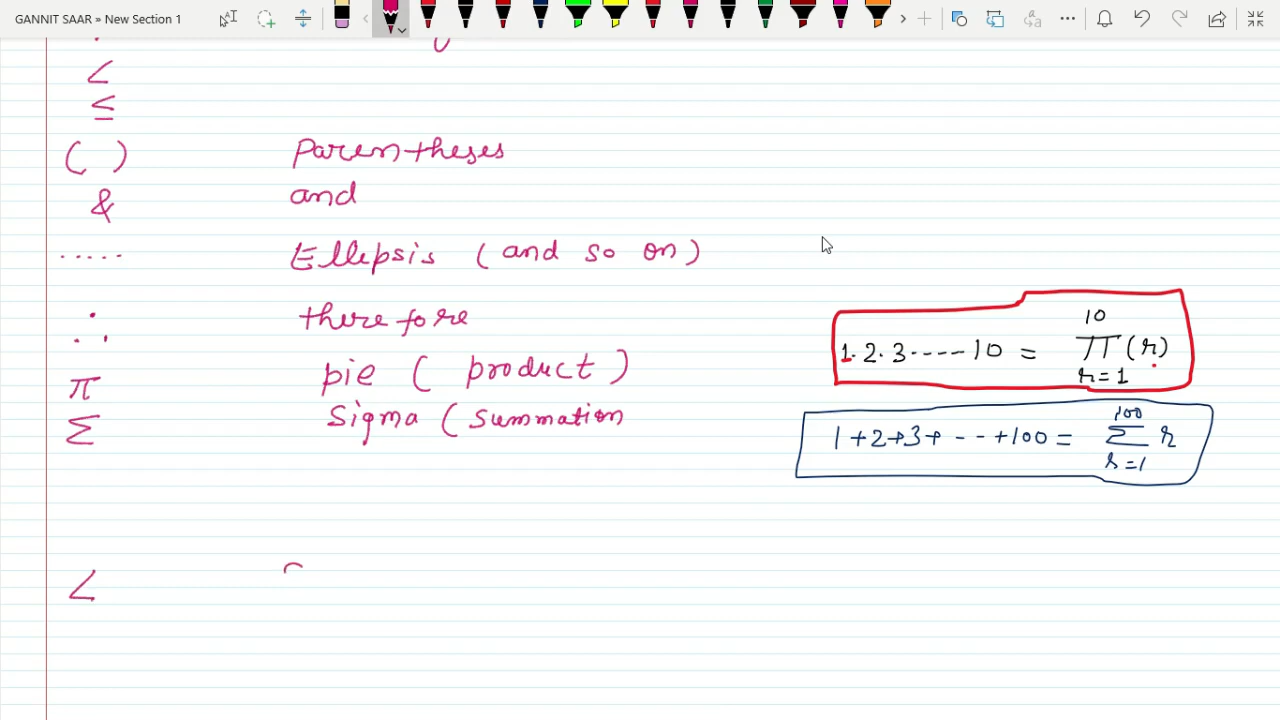 GANNIT SAAR » New Section 1
<
≤
( ) Parentheses
& and
..... Ellepsis (and so on)
∴ therefore
π pie ( product )
Σ Sigma ( summation
1.2.3-----10 = 10 π (r) r=1
1+2+3+ - - - +100 = 100 Σ r r=1
∠